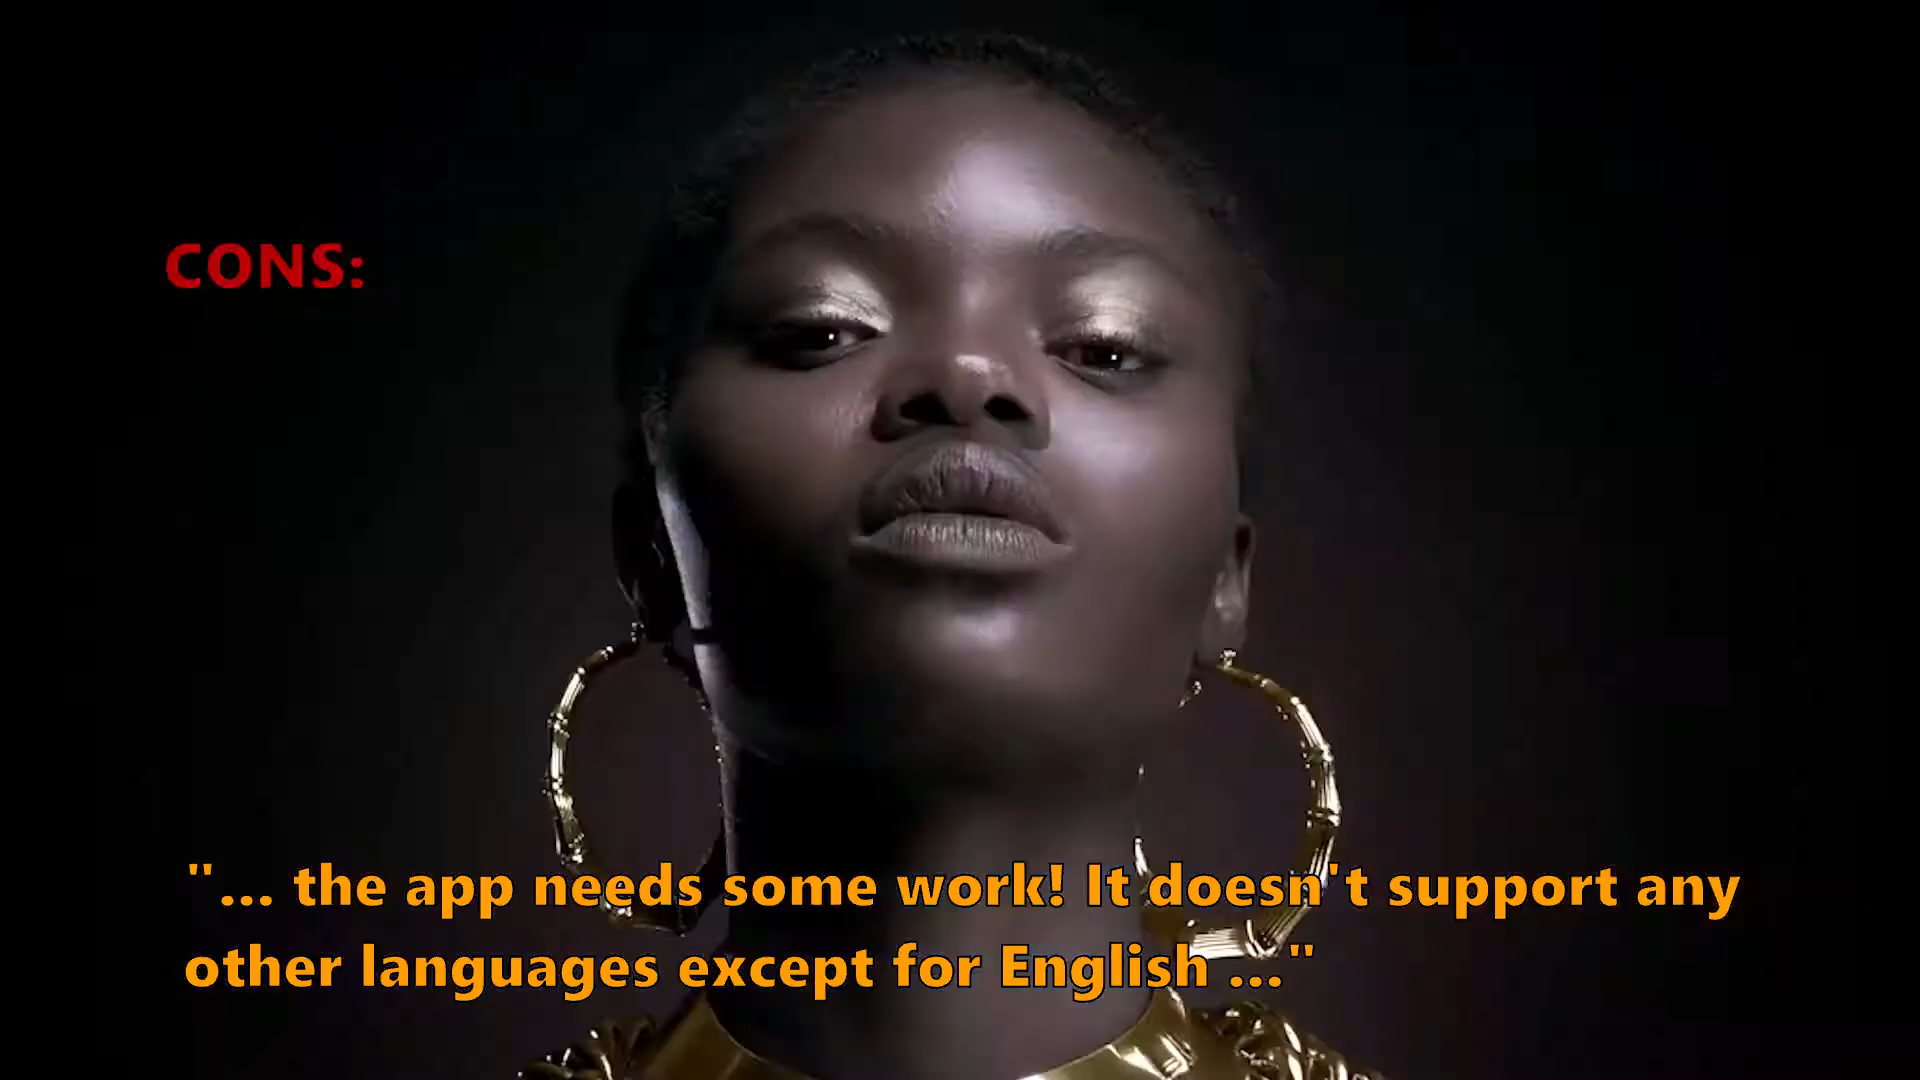 CONS:
"... the app needs some work! It doesn't support any
other languages except for English ..."